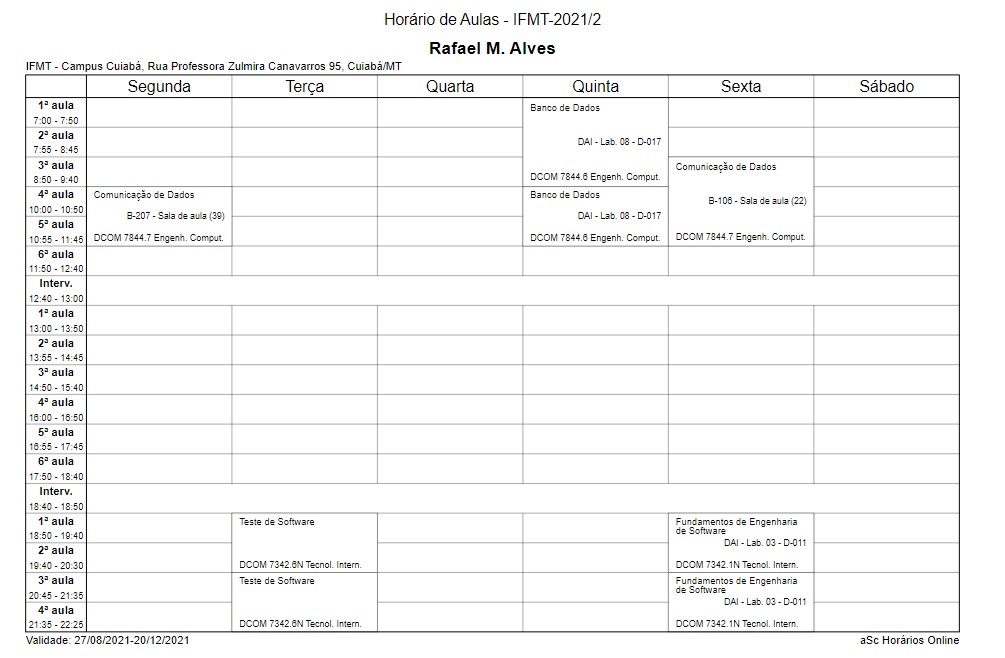 Horário de Aulas - IFMT-2021/2
Rafael M. Alves
IFMT - Campus Cuiabá, Rua Professora Zulmira Canavarros 95, Cuiabá/MT
Segunda Terça Quarta Quinta Sexta Sábado
1ª aula
7:00 - 7:50
Banco de Dados
2ª aula
7:55 - 8:45
DAI - Lab. 08 - D-017
3ª aula
8:50 - 9:40
DCOM 7844.6 Engenh. Comput.
Comunicação de Dados
4ª aula
10:00 - 10:50
Comunicação de Dados
B-207 - Sala de aula (39)
Banco de Dados
DAI - Lab. 08 - D-017
B-106 - Sala de aula (22)
5ª aula
10:55 - 11:45
DCOM 7844.7 Engenh. Comput.
DCOM 7844.6 Engenh. Comput.
DCOM 7844.7 Engenh. Comput.
6ª aula
11:50 - 12:40
Interv.
12:40 - 13:00
1ª aula
13:00 - 13:50
2ª aula
13:55 - 14:45
3ª aula
14:50 - 15:40
4ª aula
16:00 - 16:50
5ª aula
16:55 - 17:45
6ª aula
17:50 - 18:40
Interv.
18:40 - 18:50
1ª aula
18:50 - 19:40
Teste de Software
Fundamentos de Engenharia
de Software
DAI - Lab. 03 - D-011
2ª aula
19:40 - 20:30
DCOM 7342.6N Tecnol. Intern.
DCOM 7342.1N Tecnol. Intern.
3ª aula
20:45 - 21:35
Teste de Software
Fundamentos de Engenharia
de Software
DAI - Lab. 03 - D-011
4ª aula
21:35 - 22:25
DCOM 7342.6N Tecnol. Intern.
DCOM 7342.1N Tecnol. Intern.
Validade: 27/08/2021-20/12/2021
aSc Horários Online